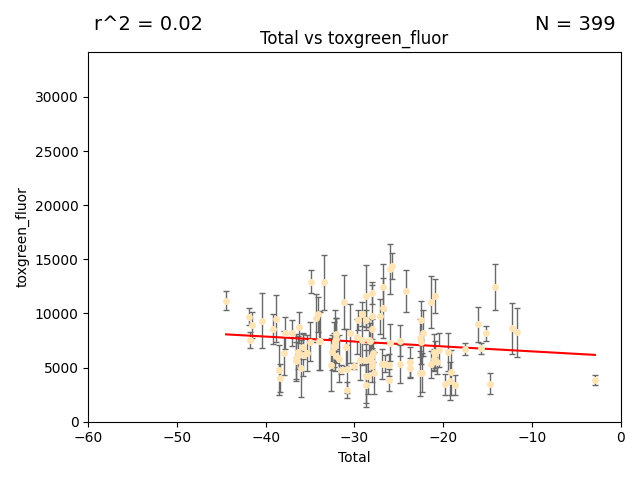 r^2 = 0.02
N = 399
Total vs toxgreen_fluor
30000
25000
20000
15000
10000
5000
0
toxgreen_fluor
−60
−50
−40
−30
−20
−10
0
Total